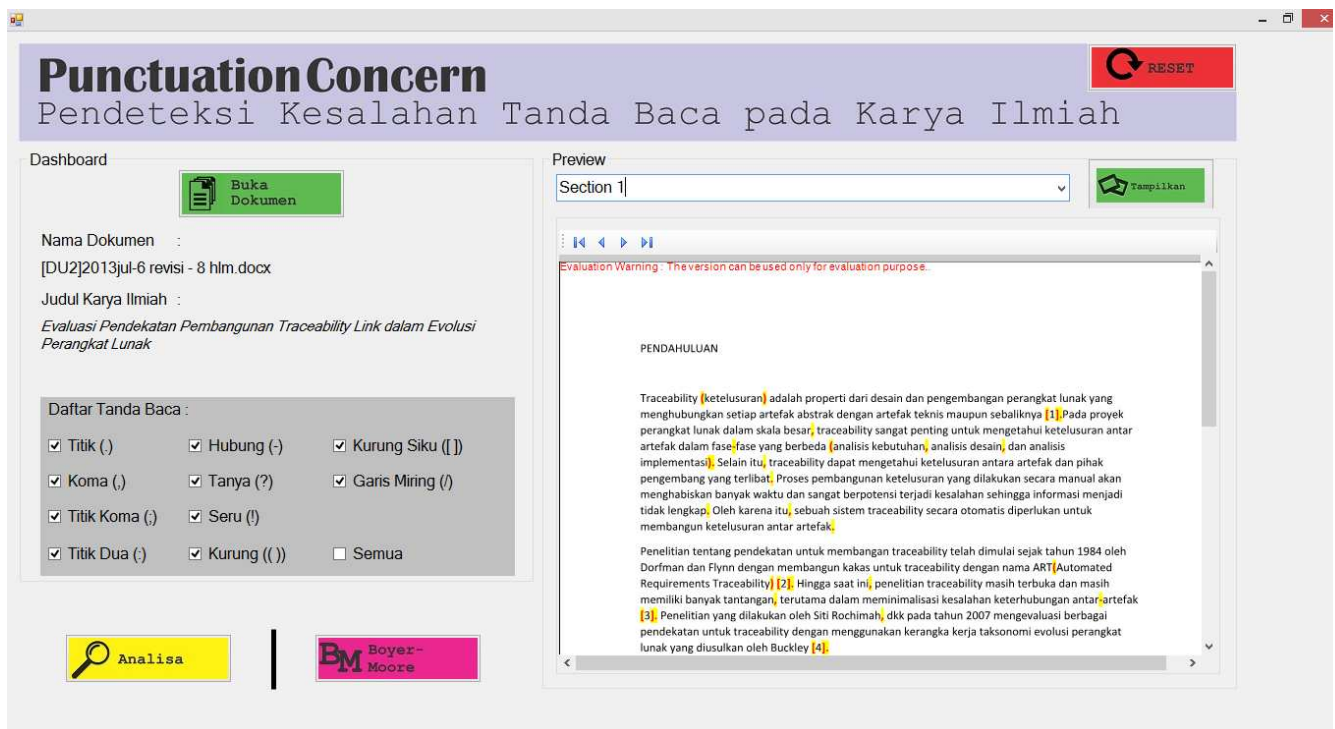 PunctuationConcern
Pendeteksi Kesalahan Tanda Baca pada Karya Ilmiah
RESET
Dashboard
Buka
Dokumen
Nama Dokumen :
[DU2]2013jul-6 revisi - 8 hlm.docx
Judul Karya Ilmiah :
Evaluasi Pendekatan Pembangunan Traceability Link dalam Evolusi
Perangkat Lunak
Daftar Tanda Baca :
Titik (.) Hubung (-) Kurung Siku ([ ])
Koma (,) Tanya (?) Garis Miring (/)
Titik Koma (;) Seru (!)
Titik Dua (:) Kurung (( )) Semua
Analisa
BM Boyer-
Moore
Preview
Section 1
Tampilkan
Evaluation Warning : The version can be used only for evaluation purpose..
PENDAHULUAN
Traceability (ketelusuran) adalah properti dari desain dan pengembangan perangkat lunak yang
menghubungkan setiap artefak abstrak dengan artefak teknis maupun sebaliknya [1].Pada proyek
perangkat lunak dalam skala besar, traceability sangat penting untuk mengetahui ketelusuran antar
artefak dalam fase-fase yang berbeda (analisis kebutuhan, analisis desain, dan analisis
implementasi). Selain itu, traceability dapat mengetahui ketelusuran antara artefak dan pihak
pengembang yang terlibat. Proses pembangunan ketelusuran yang dilakukan secara manual akan
menghabiskan banyak waktu dan sangat berpotensi terjadi kesalahan sehingga informasi menjadi
tidak lengkap. Oleh karena itu, sebuah sistem traceability secara otomatis diperlukan untuk
membangun ketelusuran antar artefak.
Penelitian tentang pendekatan untuk membangan traceability telah dimulai sejak tahun 1984 oleh
Dorfman dan Flynn dengan membangun kakas untuk traceability dengan nama ART(Automated
Requirements Traceability) [2]. Hingga saat ini, penelitian traceability masih terbuka dan masih
memiliki banyak tantangan, terutama dalam meminimalisasi kesalahan keterhubungan antar-artefak
[3]. Penelitian yang dilakukan oleh Siti Rochimah, dkk pada tahun 2007 mengevaluasi berbagai
pendekatan untuk traceability dengan menggunakan kerangka kerja taksonomi evolusi perangkat
lunak yang diusulkan oleh Buckley [4].